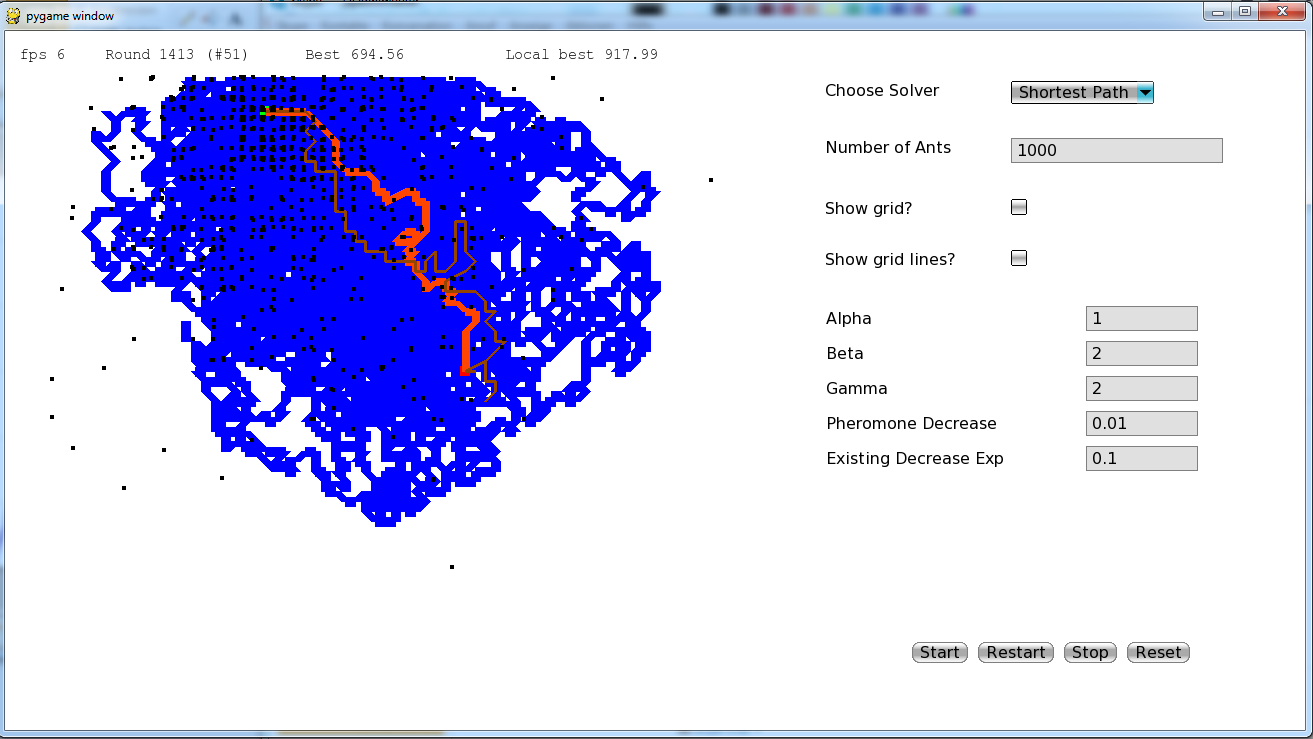 pygame window
fps 6 Round 1413 (#51) Best 694.56 Local best 917.99
Choose Solver Shortest Path
Number of Ants 1000
Show grid?
Show grid lines?
Alpha 1
Beta 2
Gamma 2
Pheromone Decrease 0.01
Existing Decrease Exp 0.1
Start Restart Stop Reset